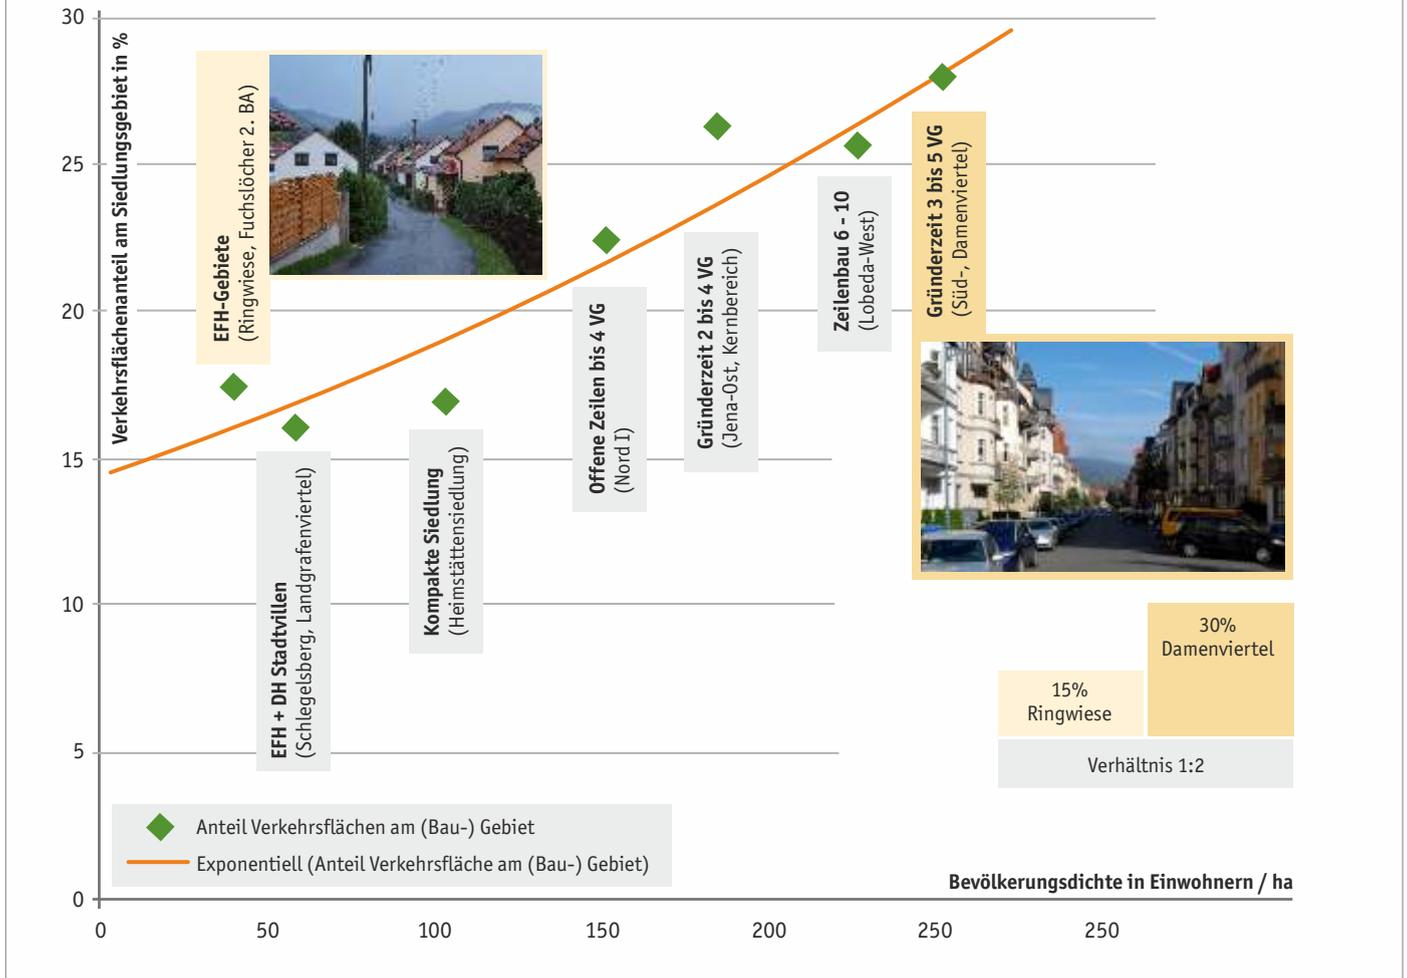 30
25
20
15
10
5
0
Verkehrsflächenanteil am Siedlungsgebiet in %
EFH-Gebiete
(Ringwiese, Fuchslöcher 2. BA)
EFH + DH Stadtvillen
(Schlegelsberg, Landgrafenviertel)
Kompakte Siedlung
(Heimstättensiedlung)
Offene Zeilen bis 4 VG
(Nord I)
Gründerzeit 2 bis 4 VG
(Jena-Ost, Kernbereich)
Zeilenbau 6 - 10
(Lobeda-West)
Gründerzeit 3 bis 5 VG
(Süd-, Damenviertel)
30%
Damenviertel
15%
Ringwiese
Verhältnis 1:2
Anteil Verkehrsflächen am (Bau-) Gebiet
Exponentiell (Anteil Verkehrsfläche am (Bau-) Gebiet)
Bevölkerungsdichte in Einwohnern / ha
0 50 100 150 200 250 250